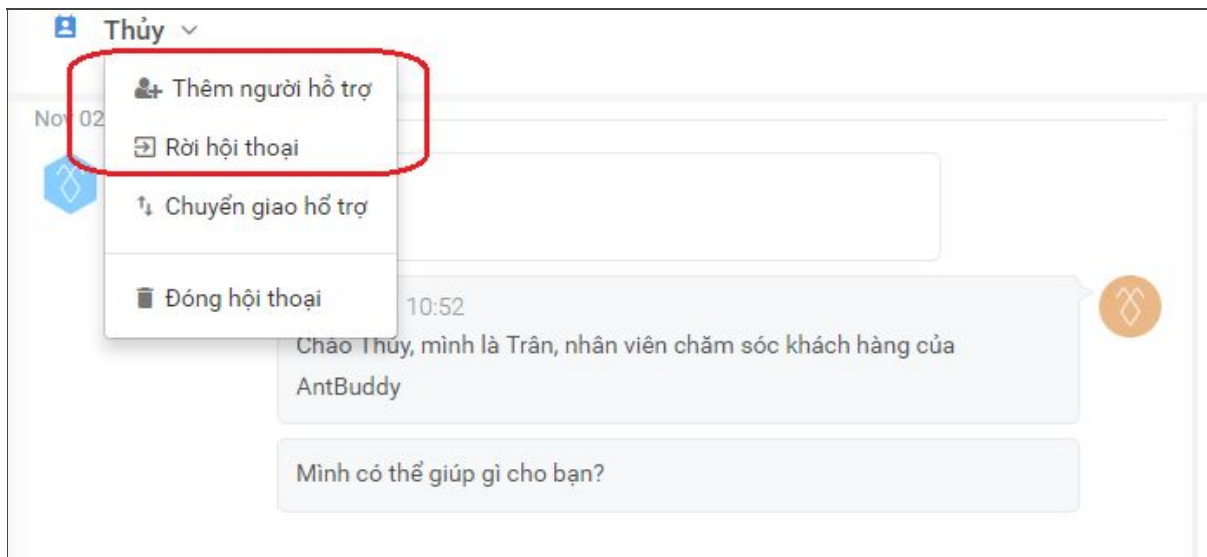 Thủy
Thêm người hỗ trợ
Nov 02
Rời hội thoại
Chuyển giao hổ trợ
Đóng hội thoại
10:52
Chào Thủy, mình là Trân, nhân viên chăm sóc khách hàng của
AntBuddy
Mình có thể giúp gì cho bạn?